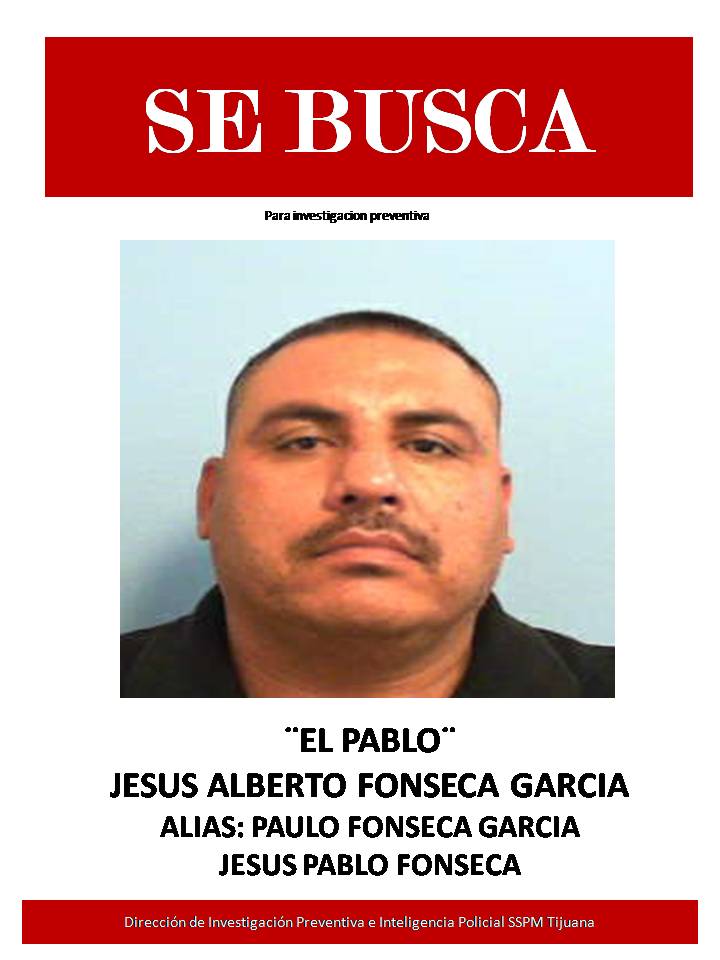 SE BUSCA
Para investigacion preventiva
¨EL PABLO¨
JESUS ALBERTO FONSECA GARCIA
ALIAS: PAULO FONSECA GARCIA
JESUS PABLO FONSECA
Dirección de Investigación Preventiva e Inteligencia Policial SSPM Tijuana